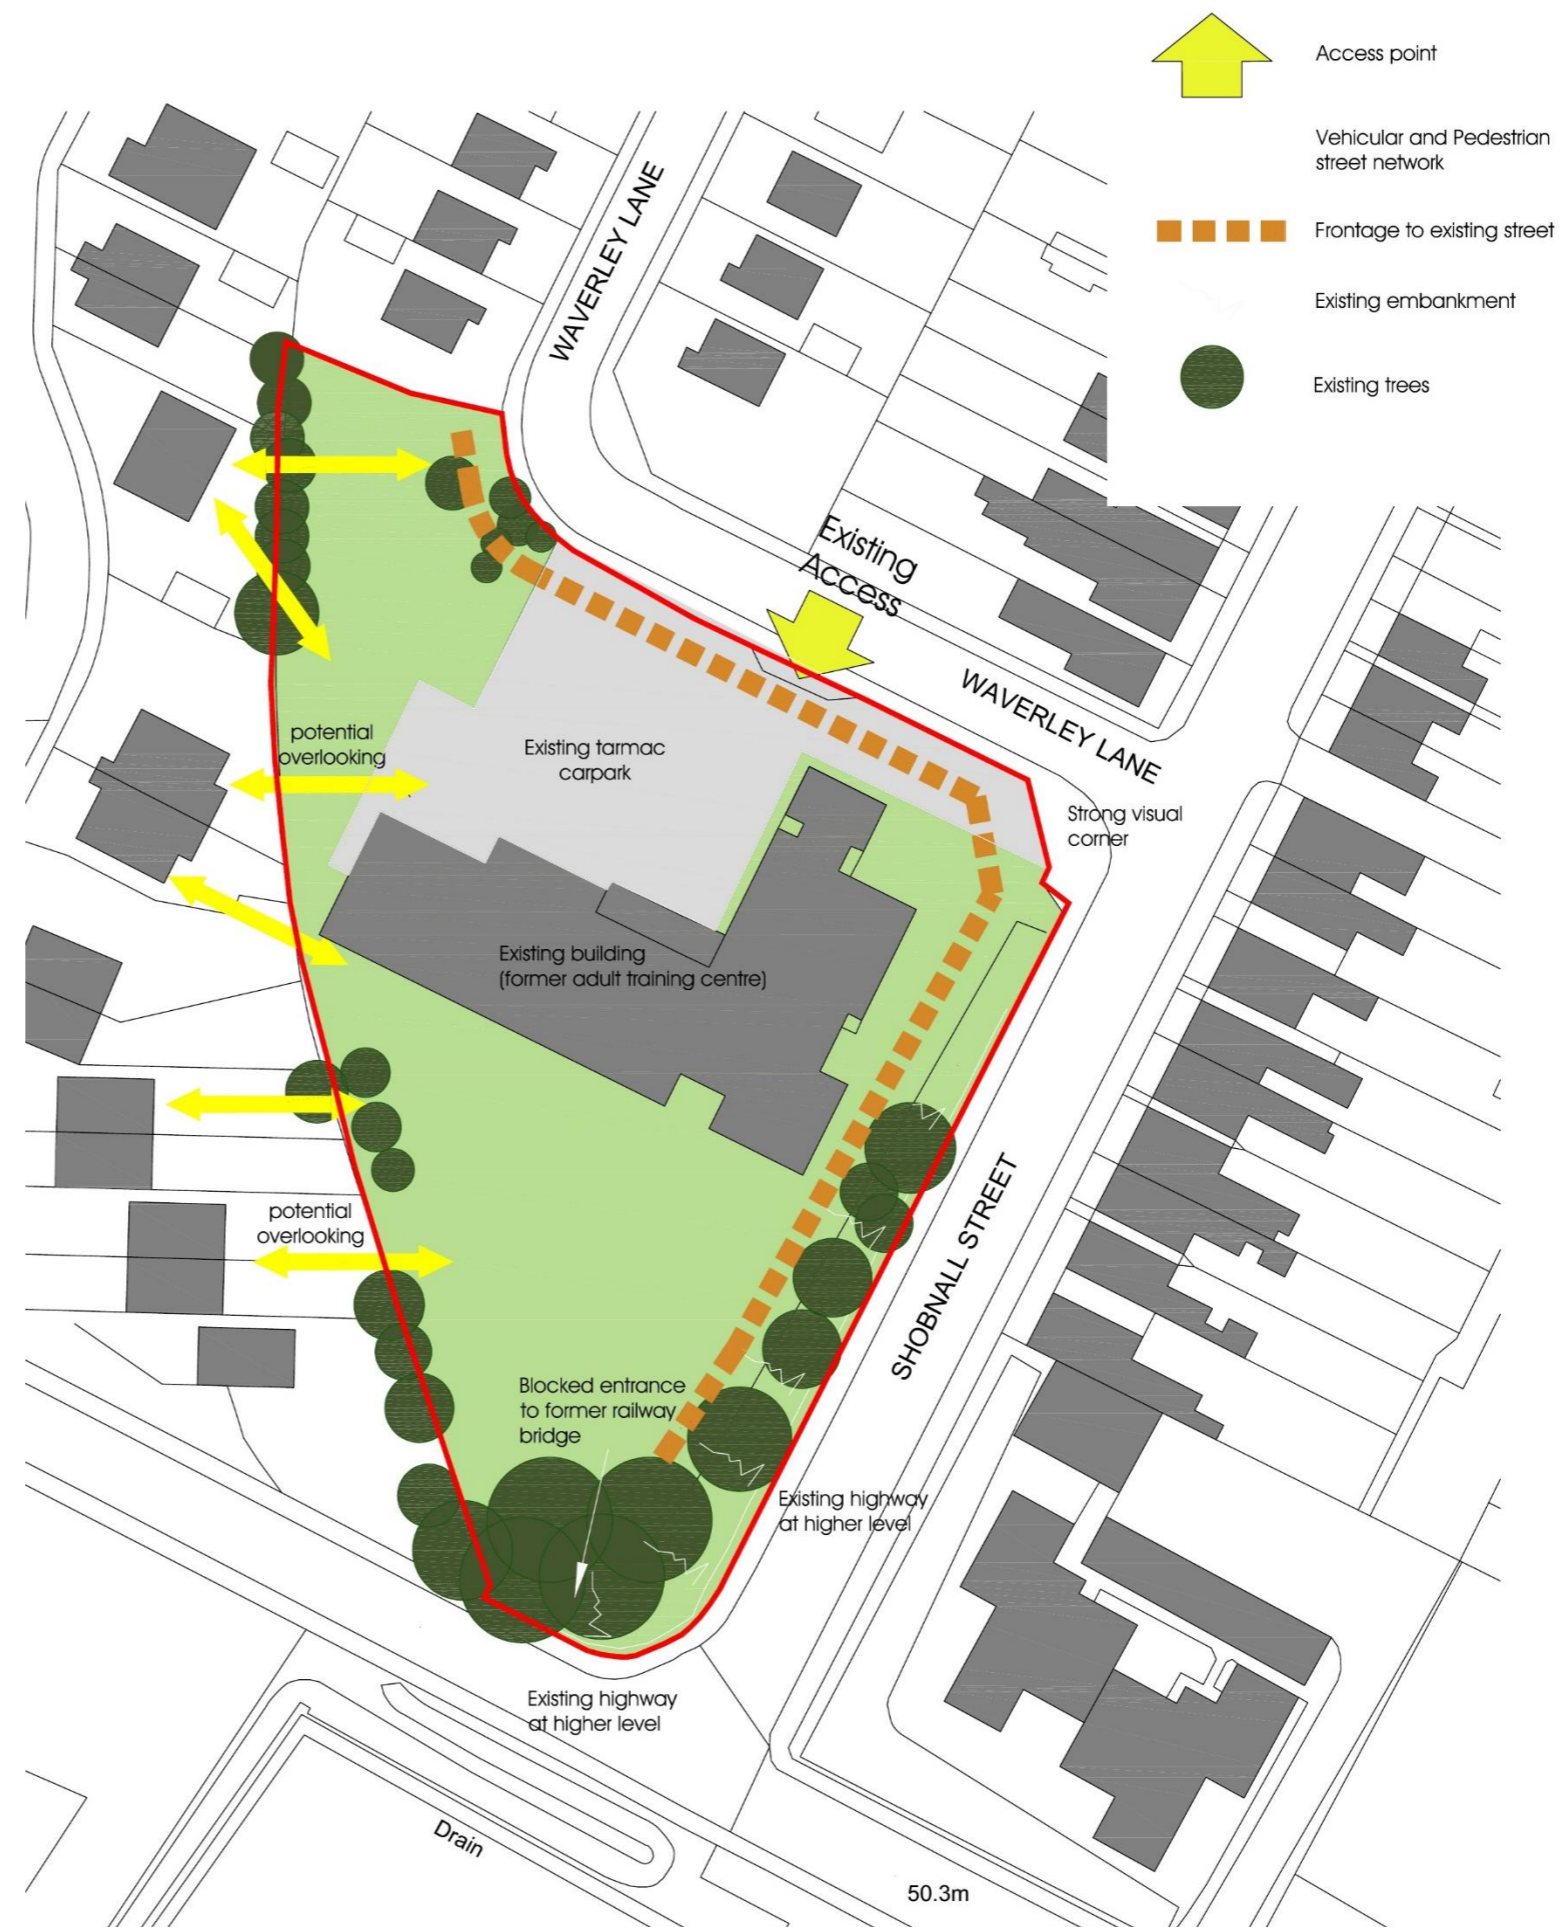 Access point
Vehicular and Pedestrian
street network
Frontage to existing street
Existing embankment
Existing trees
WAVERLEY LANE
Existing
Access
WAVERLEY LANE
Strong visual
corner
potential
overlooking
Existing tarmac
carpark
Existing building
(former adult training centre)
potential
overlooking
SHOBNALL STREET
Blocked entrance
to former railway
bridge
Existing highway
at higher level
Existing highway
at higher level
Drain
50.3m